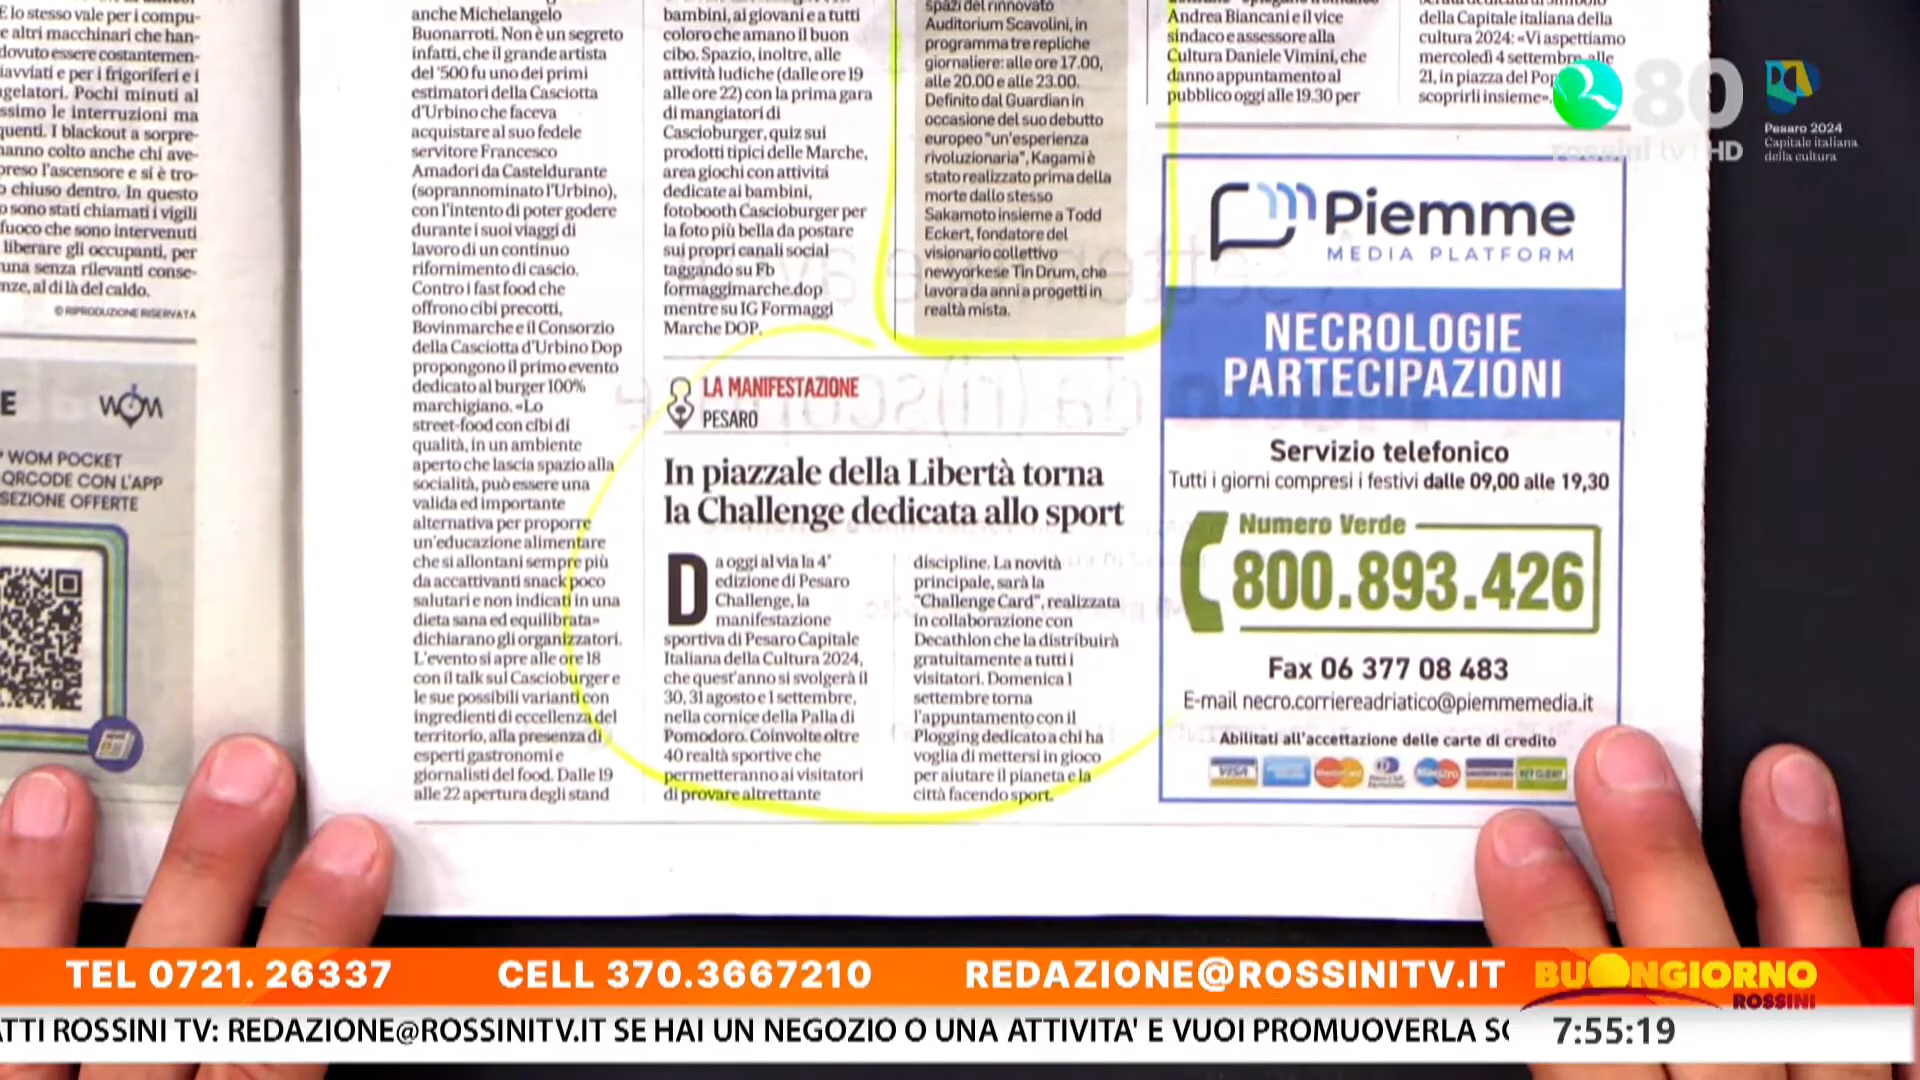 E lo stesso vale per i compu-
e altri macchinari che han-
dovuto essere costantemen-
iavviati e per i frigoriferi e i
gelatori. Pochi minuti al
ssimo le interruzioni ma
quenti. I blackout a sorpre-
anno colto anche chi ave-
preso l'ascensore e si è tro-
o chiuso dentro. In questo
o sono stati chiamati i vigili
fuoco che sono intervenuti
liberare gli occupanti, per
una senza rilevanti conse-
nze, al di là del caldo.
© RIPRODUZIONE RISERVATA
E
WOM
WOM POCKET
QRCODE CON L'APP
SEZIONE OFFERTE
anche Michelangelo
Buonarroti. Non è un segreto
infatti, che il grande artista
del '500 fu uno dei primi
estimatori della Casciotta
d'Urbino che faceva
acquistare al suo fedele
servitore Francesco
Amadori da Casteldurante
(soprannominato l'Urbino),
con l'intento di poter godere
durante i suoi viaggi di
lavoro di un continuo
rifornimento di cascio.
Contro i fast food che
offrono cibi precotti,
Bovinmarche e il Consorzio
della Casciotta d'Urbino Dop
propongono il primo evento
dedicato al burger 100%
marchigiano. «Lo
street-food con cibi di
qualità, in un ambiente
aperto che lascia spazio alla
socialità, può essere una
valida ed importante
alternativa per proporre
un'educazione alimentare
che si allontani sempre più
da accattivanti snack poco
salutari e non indicati in una
dieta sana ed equilibrata»
dichiarano gli organizzatori.
L'evento si apre alle ore 18
con il talk sul Cascioburger e
le sue possibili varianti con
ingredienti di eccellenza del
territorio, alla presenza di
esperti gastronomi e
giornalisti del food. Dalle 19
alle 22 apertura degli stand
bambini, ai giovani e a tutti
coloro che amano il buon
cibo. Spazio, inoltre, alle
attività ludiche (dalle ore 19
alle ore 22) con la prima gara
di mangiatori di
Cascioburger, quiz sui
prodotti tipici delle Marche,
area giochi con attività
dedicate ai bambini,
fotobooth Cascioburger per
la foto più bella da postare
sui propri canali social
taggando su Fb
formaggimarche.dop
mentre su IG Formaggi
Marche DOP.
spazi del rinnovato
Auditorium Scavolini, in
programma tre repliche
giornaliere: alle ore 17.00,
alle 20.00 e alle 23.00.
Definito dal Guardian in
occasione del suo debutto
europeo "un'esperienza
rivoluzionaria", Kagami è
stato realizzato prima della
morte dallo stesso
Sakamoto insieme a Todd
Eckert, fondatore del
visionario collettivo
newyorkese Tin Drum, che
lavora da anni a progetti in
realtà mista.
LA MANIFESTAZIONE
PESARO
In piazzale della Libertà torna
la Challenge dedicata allo sport
Da oggi al via la 4ª
edizione di Pesaro
Challenge, la
manifestazione
sportiva di Pesaro Capitale
Italiana della Cultura 2024,
che quest'anno si svolgerà il
30, 31 agosto e 1 settembre,
nella cornice della Palla di
Pomodoro. Coinvolte oltre
40 realtà sportive che
permetteranno ai visitatori
di provare altrettante
discipline. La novità
principale, sarà la
"Challenge Card", realizzata
in collaborazione con
Decathlon che la distribuirà
gratuitamente a tutti i
visitatori. Domenica 1
settembre torna
l'appuntamento con il
Plogging dedicato a chi ha
voglia di mettersi in gioco
per aiutare il pianeta e la
città facendo sport.
Andrea Biancani e il vice
sindaco e assessore alla
Cultura Daniele Vimini, che
danno appuntamento al
pubblico oggi alle 19.30 per
della Capitale italiana della
cultura 2024: «Vi aspettiamo
mercoledì 4 settembre alle
21, in piazza del Pop
scoprirli insieme».
80
rossini tv HD
Pesaro 2024
Capitale italiana
della cultura
Piemme
MEDIA PLATFORM
NECROLOGIE
PARTECIPAZIONI
Servizio telefonico
Tutti i giorni compresi i festivi dalle 09,00 alle 19,30
Numero Verde
800.893.426
Fax 06 377 08 483
E-mail necro.corriereadriatico@piemmemedia.it
Abilitati all'accettazione delle carte di credito
VISA
Maestro
KEY CLIENT
TEL 0721. 26337 CELL 370.3667210 REDAZIONE@ROSSINITV.IT
BUONGIORNO
ROSSINI
ATTI ROSSINI TV: REDAZIONE@ROSSINITV.IT SE HAI UN NEGOZIO O UNA ATTIVITA' E VUOI PROMUOVERLA
7:55:19